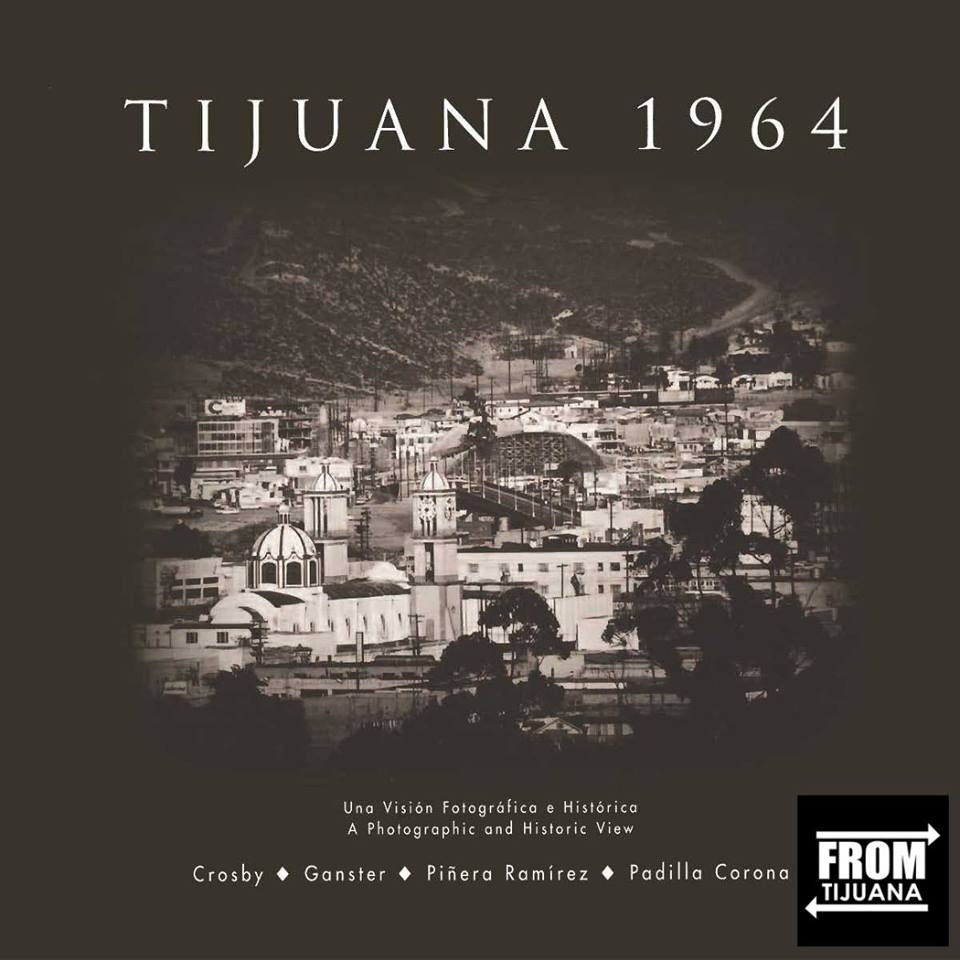 TIJUANA 1964
Una Visión Fotográfica e Histórica
A Photographic and Historic View
Crosby ♦ Ganster ♦ Piñera Ramírez ♦ Padilla Corona
FROM
TIJUANA